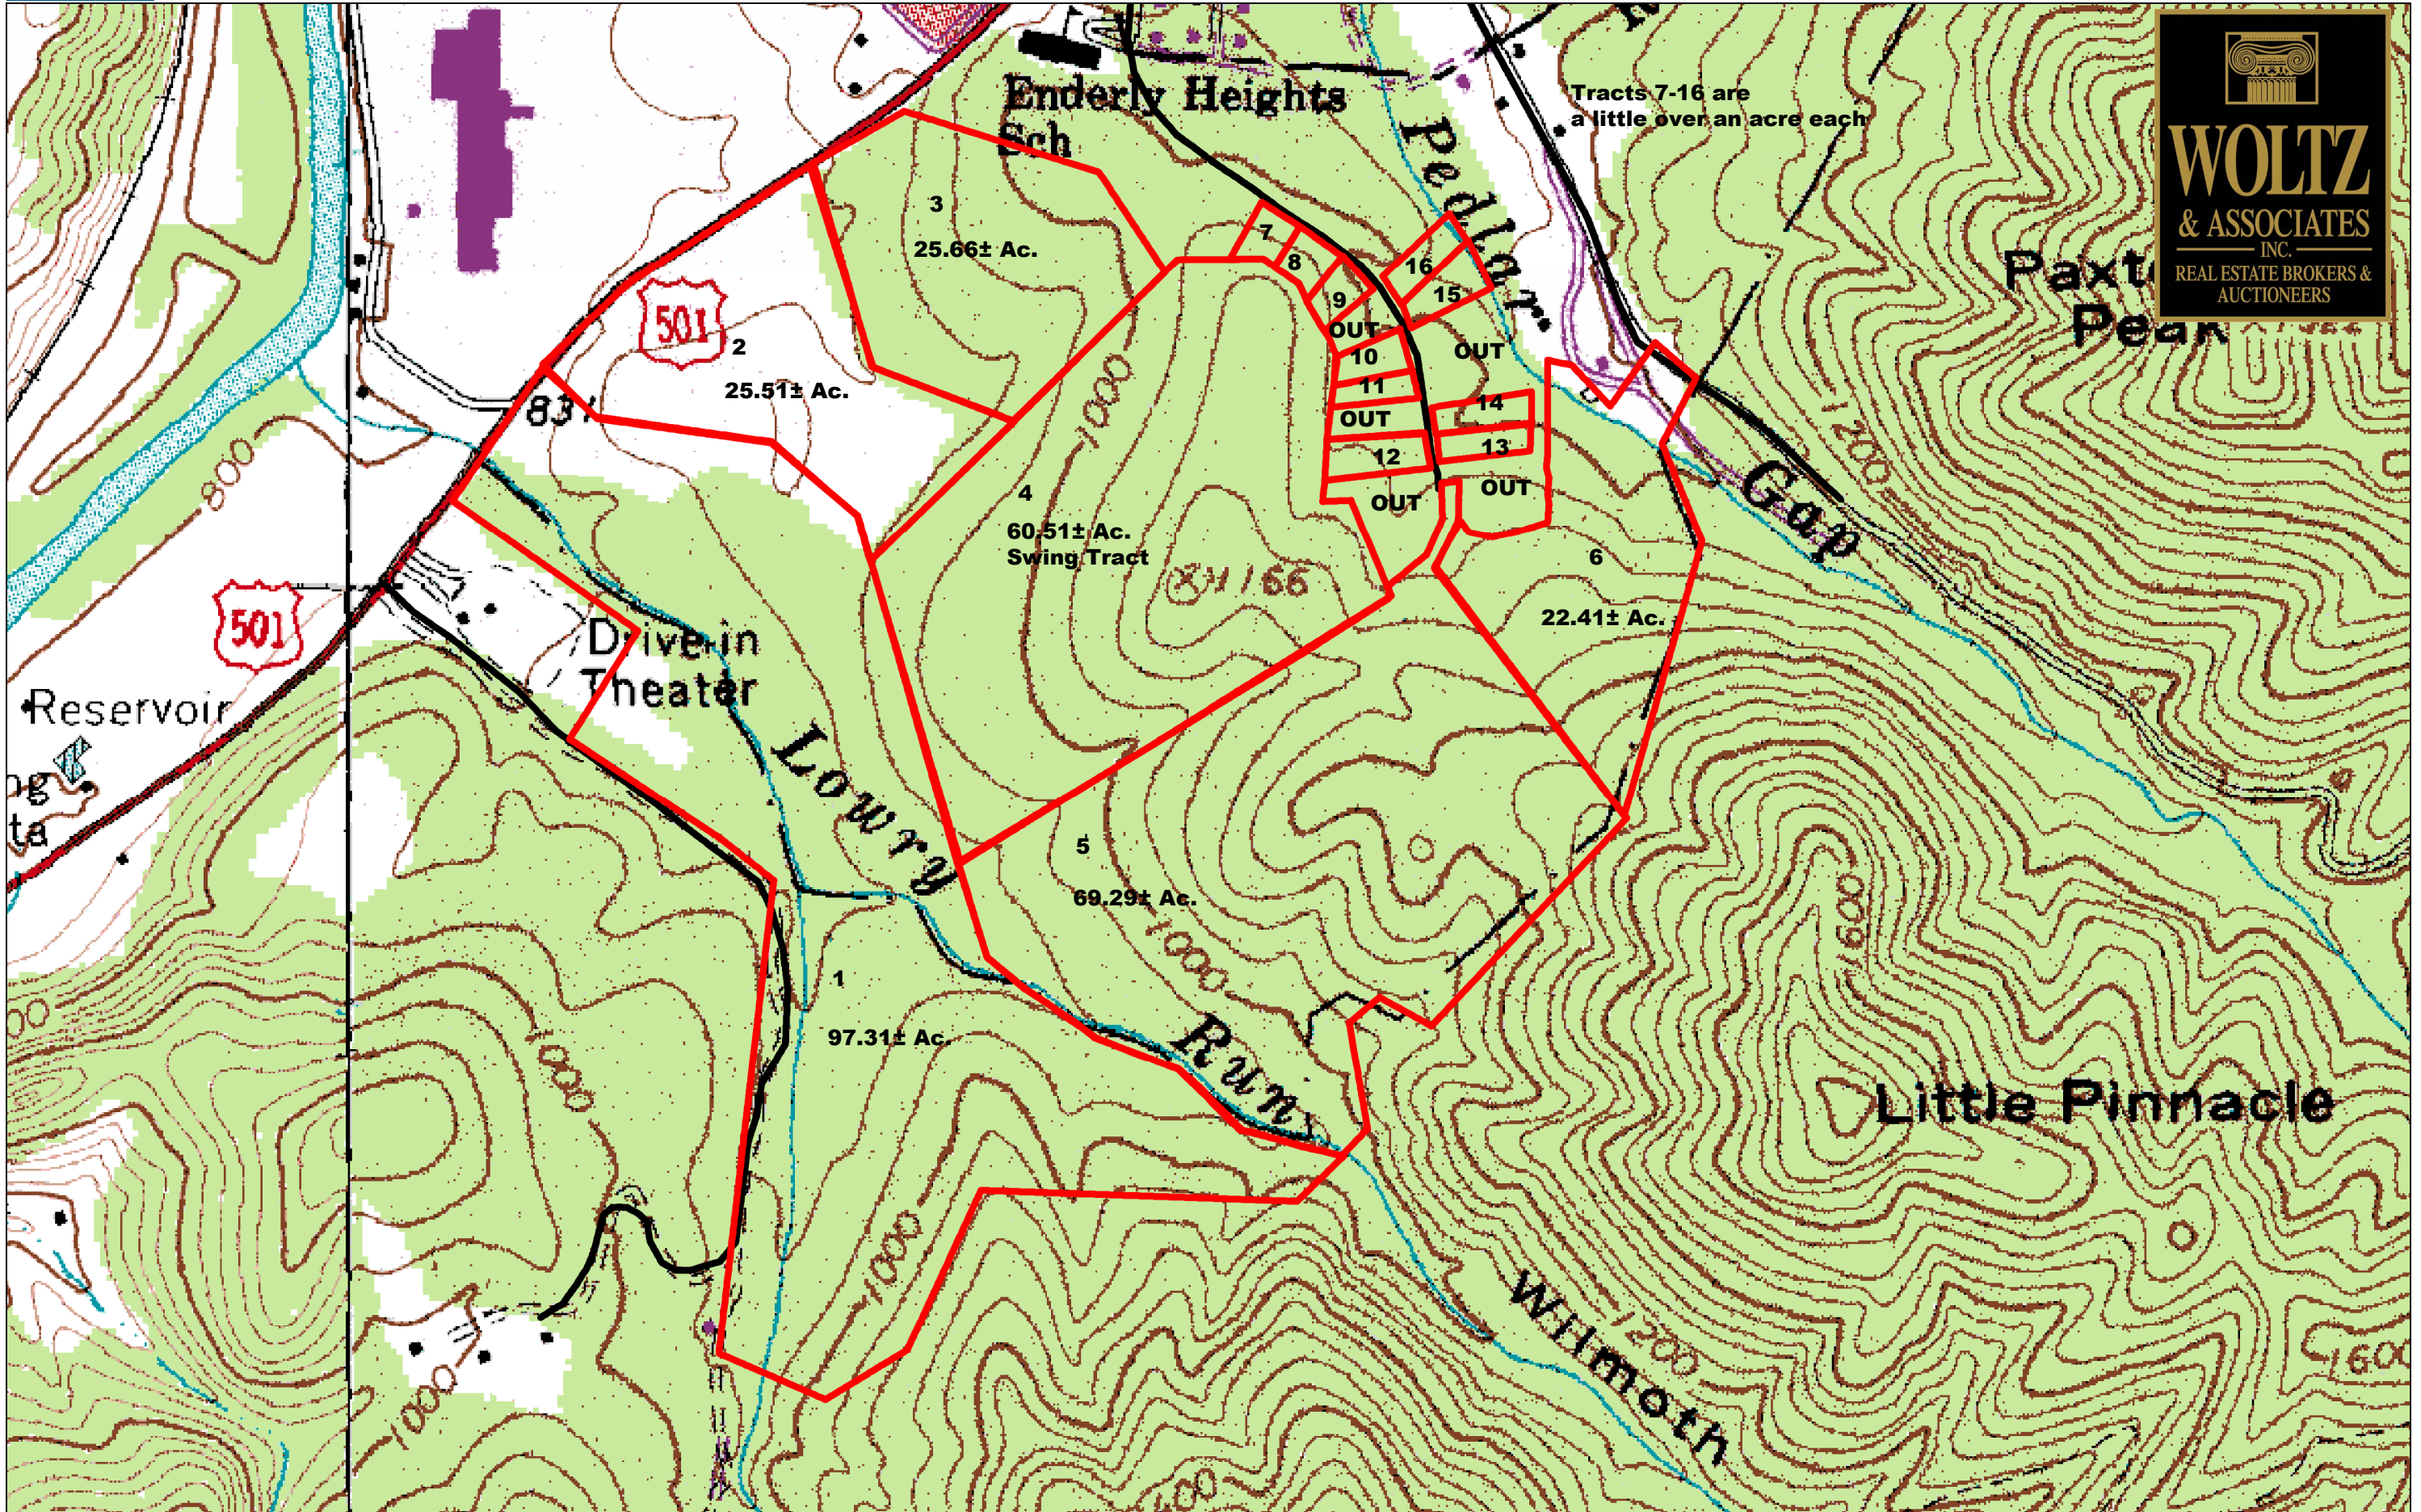 Enderly Heights
Sch
Tracts 7-16 are
a little over an acre each
WOLTZ
& ASSOCIATES
INC.
REAL ESTATE BROKERS &
AUCTIONEERS
Pedlar
Gap
Peak
3
25.66± Ac.
7
8
9
OUT
10
11
OUT
12
OUT
16
15
OUT
14
13
OUT
501
2
25.51± Ac.
831
1000
1200
800
4
60.51± Ac.
Swing Tract
1166
6
22.41± Ac.
501
Drive-in
Theater
Reservoir
ta
Lowry
Run
5
69.29± Ac.
1000
1600
1
97.31± Ac.
1000
Little Pinnacle
1000
1000
Wilmoth
1200
1600